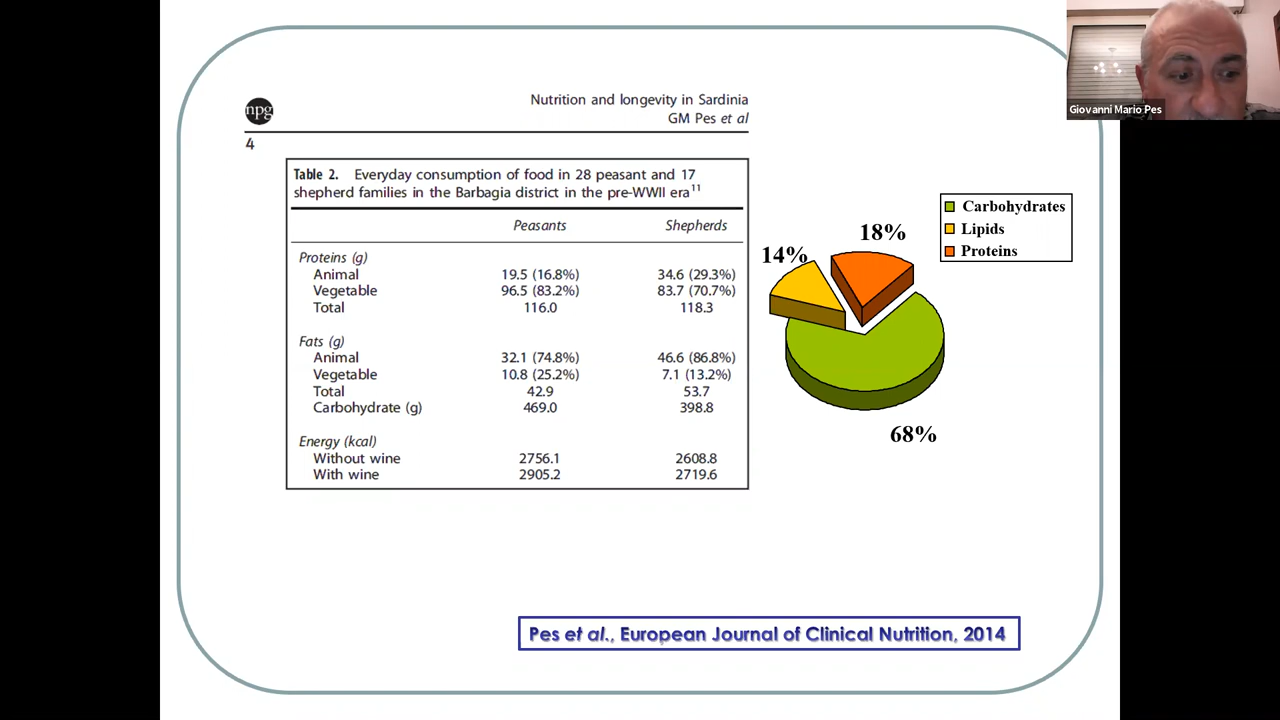 Giovanni Mario Pes
npg
Nutrition and longevity in Sardinia
GM Pes et al
4
Table 2. Everyday consumption of food in 28 peasant and 17
shepherd families in the Barbagia district in the pre-WWII era11
Peasants Shepherds
Proteins (g)
Animal 19.5 (16.8%) 34.6 (29.3%)
Vegetable 96.5 (83.2%) 83.7 (70.7%)
Total 116.0 118.3
Fats (g)
Animal 32.1 (74.8%) 46.6 (86.8%)
Vegetable 10.8 (25.2%) 7.1 (13.2%)
Total 42.9 53.7
Carbohydrate (g) 469.0 398.8
Energy (kcal)
Without wine 2756.1 2608.8
With wine 2905.2 2719.6
Carbohydrates
Lipids
Proteins
18%
14%
68%
Pes et al., European Journal of Clinical Nutrition, 2014